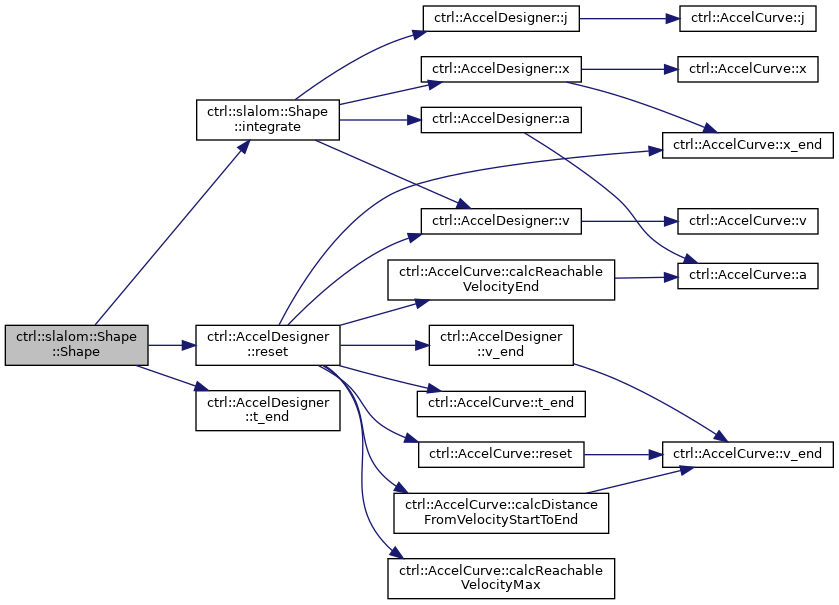 ctrl::slalom::Shape
::Shape
ctrl::slalom::Shape
::integrate
ctrl::AccelDesigner
::reset
ctrl::AccelDesigner
::t_end
ctrl::AccelDesigner::j
ctrl::AccelDesigner::x
ctrl::AccelDesigner::a
ctrl::AccelDesigner::v
ctrl::AccelCurve::calcReachable
VelocityEnd
ctrl::AccelDesigner
::v_end
ctrl::AccelCurve::t_end
ctrl::AccelCurve::reset
ctrl::AccelCurve::calcDistance
FromVelocityStartToEnd
ctrl::AccelCurve::calcReachable
VelocityMax
ctrl::AccelCurve::j
ctrl::AccelCurve::x
ctrl::AccelCurve::x_end
ctrl::AccelCurve::v
ctrl::AccelCurve::a
ctrl::AccelCurve::v_end